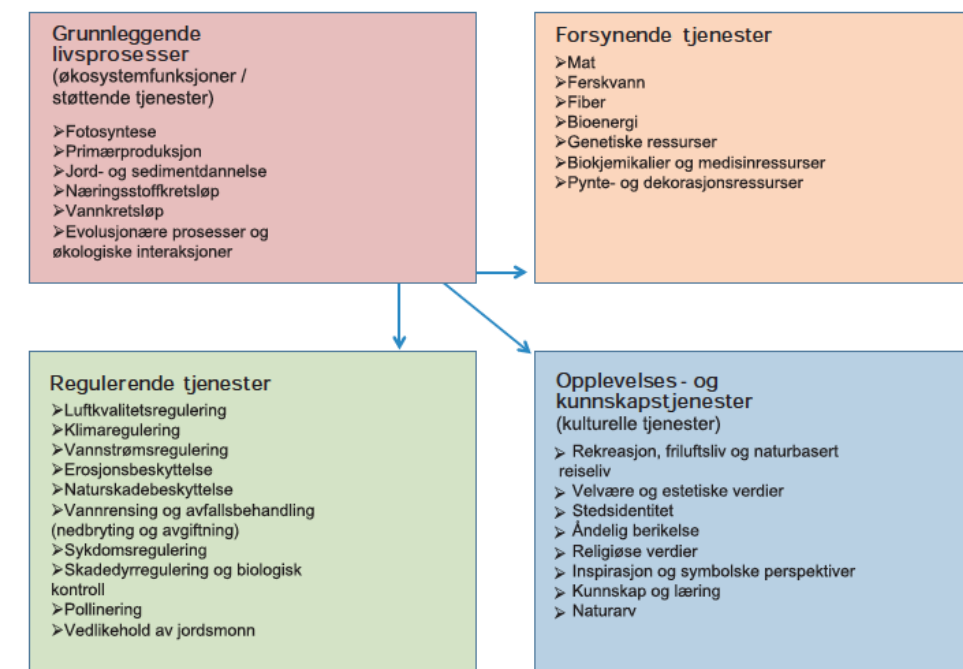 Grunnleggende
livsprosesser
(økosystemfunksjoner /
støttende tjenester)
➢Fotosyntese
➢Primærproduksjon
➢Jord- og sedimentdannelse
➢Næringsstoffkretsløp
➢Vannkretsløp
➢Evolusjonære prosesser og
økologiske interaksjoner
Forsynende tjenester
➢Mat
➢Ferskvann
➢Fiber
➢Bioenergi
➢Genetiske ressurser
➢Biokjemikalier og medisinressurser
➢Pynte- og dekorasjonsressurser
Regulerende tjenester
➢Luftkvalitetsregulering
➢Klimaregulering
➢Vannstrømsregulering
➢Erosjonsbeskyttelse
➢Naturskadebeskyttelse
➢Vannrensing og avfallsbehandling
(nedbryting og avgiftning)
➢Sykdomsregulering
➢Skadedyrregulering og biologisk
kontroll
➢Pollinering
➢Vedlikehold av jordsmonn
Opplevelses- og
kunnskapstjenester
(kulturelle tjenester)
➢ Rekreasjon, friluftsliv og naturbasert
reiseliv
➢ Velvære og estetiske verdier
➢ Stedsidentitet
➢ Åndelig berikelse
➢ Religiøse verdier
➢ Inspirasjon og symbolske perspektiver
➢ Kunnskap og læring
➢ Naturarv